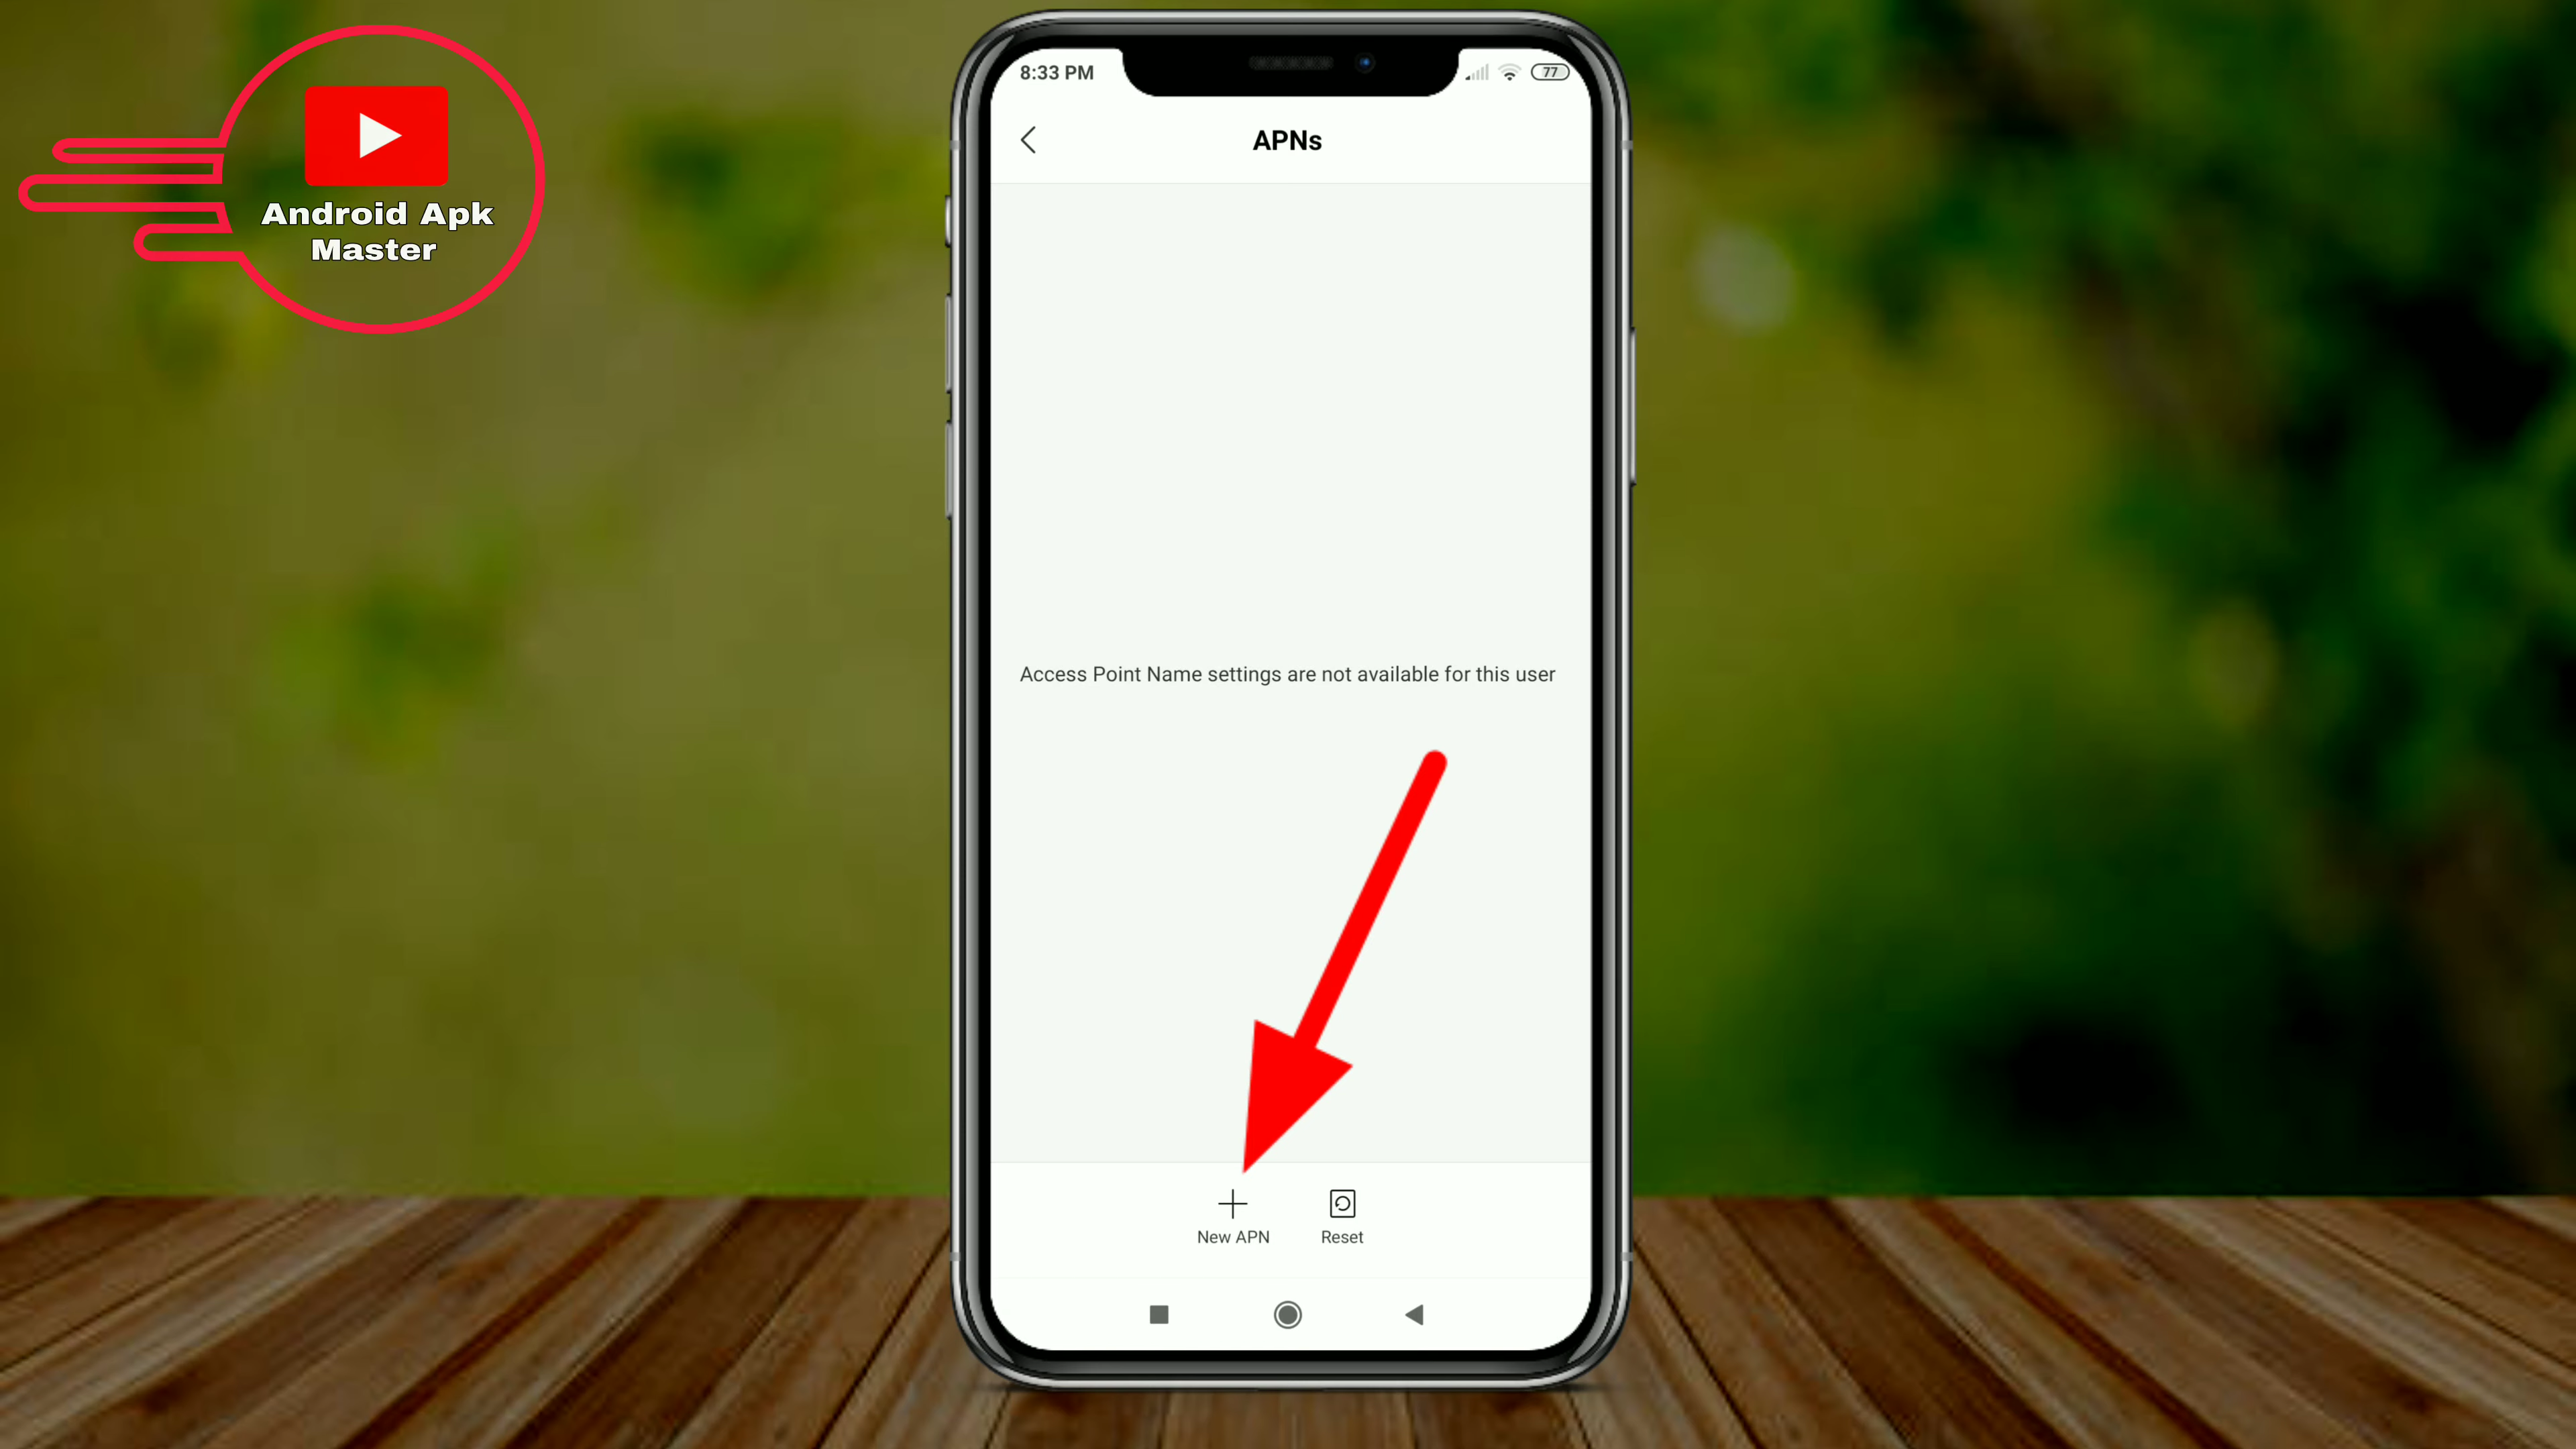 Android Apk
Master
8:33 PM
77
APNs
Access Point Name settings are not available for this user
New APN
Reset